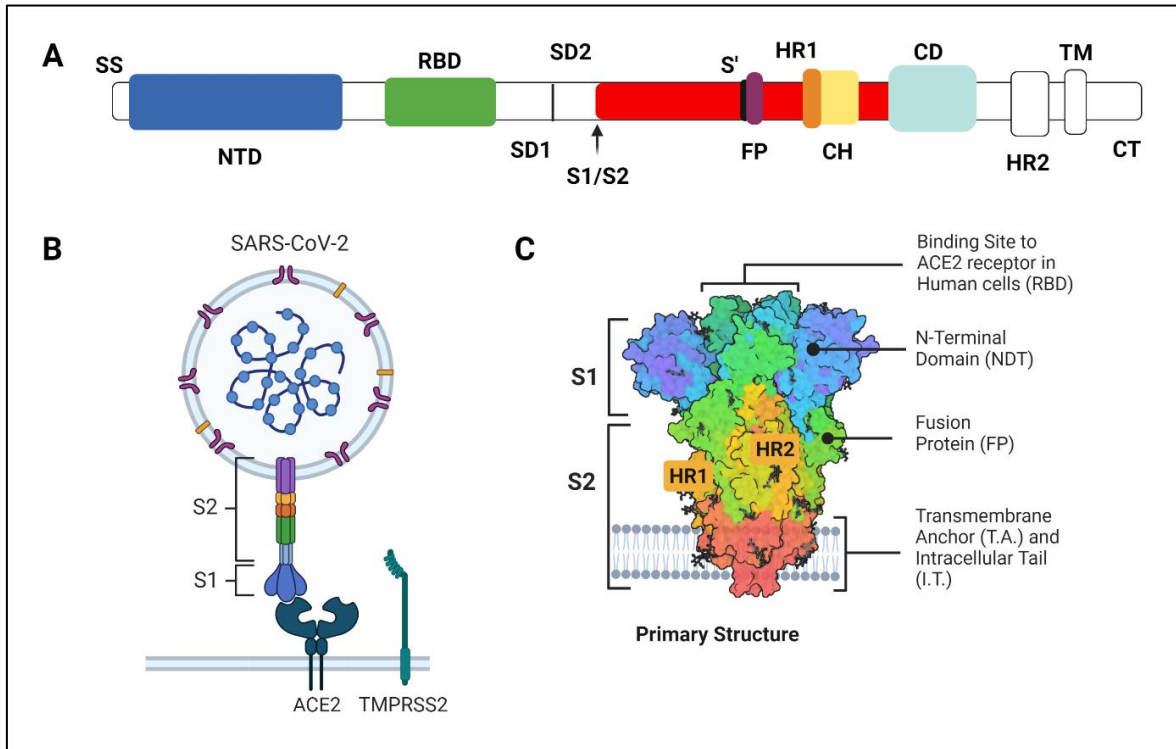 A
SS
NTD
RBD
SD2
SD1
S1/S2
S'
FP
HR1
CH
CD
HR2
TM
CT
B
SARS-CoV-2
S2
S1
ACE2
TMPRSS2
C
Binding Site to
ACE2 receptor in
Human cells (RBD)
N-Terminal
Domain (NDT)
Fusion
Protein (FP)
Transmembrane
Anchor (T.A.) and
Intracellular Tail
(I.T.)
S1
S2
HR1
HR2
Primary Structure